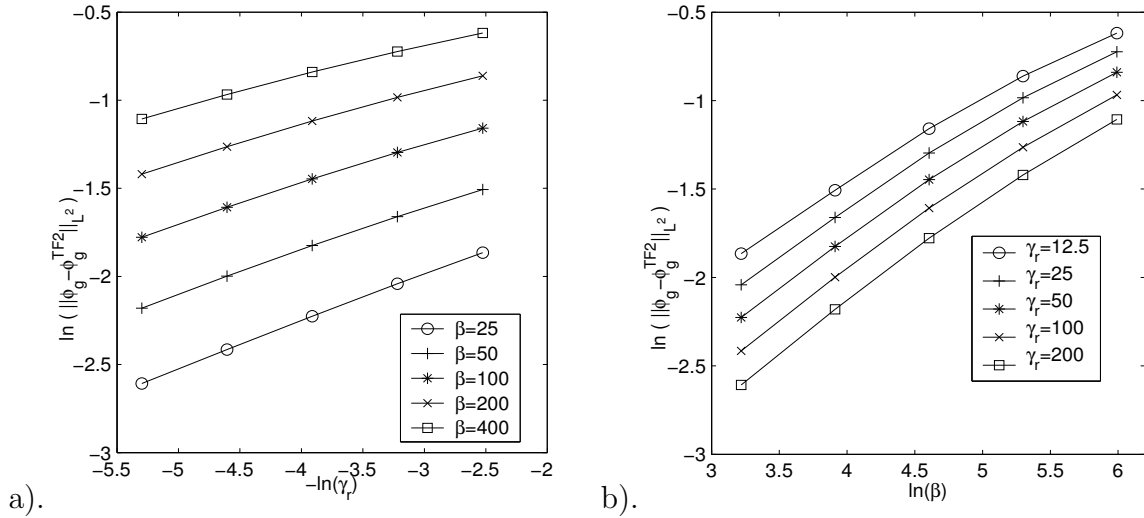 ln ( ||ϕ_g−ϕ_g^{TF2}||_{L^2} )
−0.5
−1
−1.5
−2
−2.5
−3
−5.5 −5 −4.5 −4 −3.5 −3 −2.5 −2
−ln(γ_r)
β=25
β=50
β=100
β=200
β=400
a).
ln ( ||ϕ_g−ϕ_g^{TF2}||_{L^2} )
−0.5
−1
−1.5
−2
−2.5
−3
3 3.5 4 4.5 5 5.5 6
ln(β)
γ_r=12.5
γ_r=25
γ_r=50
γ_r=100
γ_r=200
b).